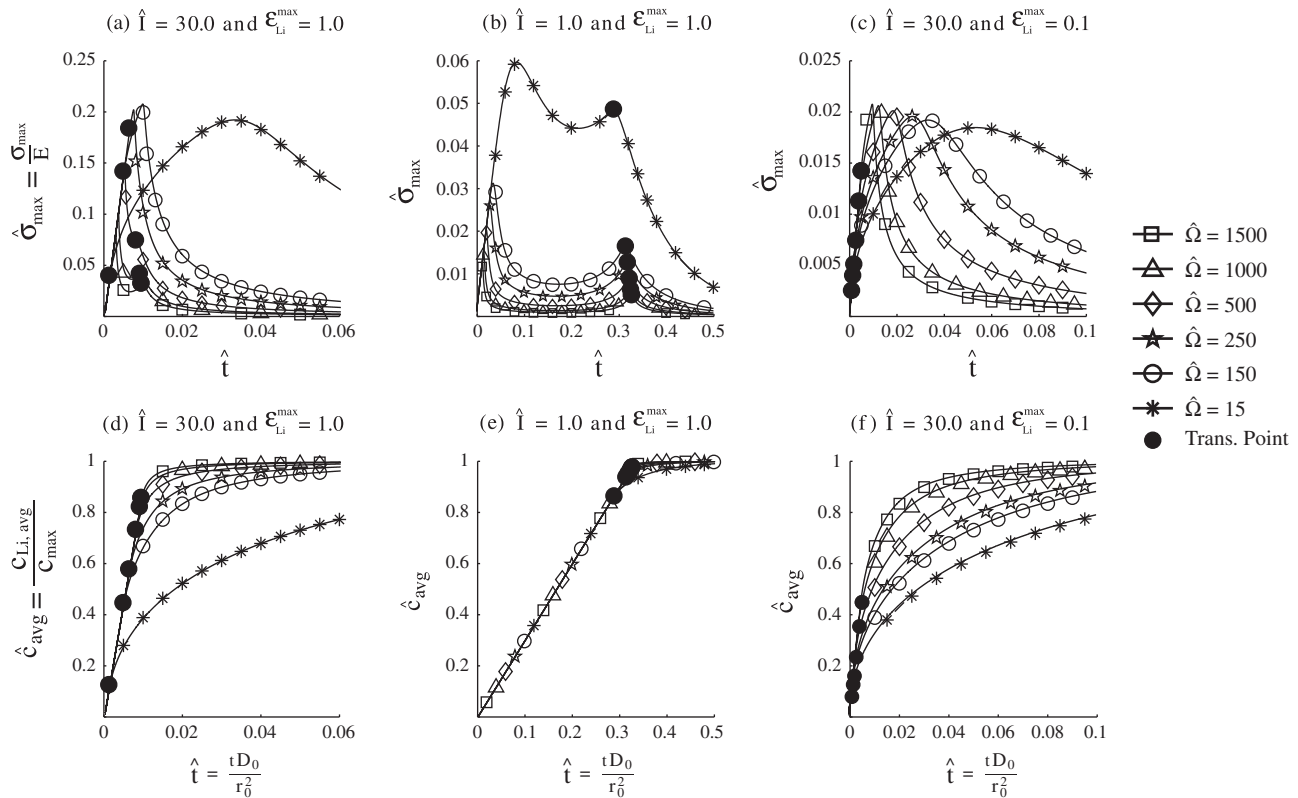 (a) Î = 30.0 and ε_Li^max = 1.0
(b) Î = 1.0 and ε_Li^max = 1.0
(c) Î = 30.0 and ε_Li^max = 0.1
0.25
0.2
0.15
0.1
0.05
σ̂_max = σ_max / E
0 0.02 0.04 0.06
t̂
0.06
0.05
0.04
0.03
0.02
0.01
σ̂_max
0 0.1 0.2 0.3 0.4 0.5
t̂
0.025
0.02
0.015
0.01
0.005
σ̂_max
0 0.02 0.04 0.06 0.08 0.1
t̂
Ω̂ = 1500
Ω̂ = 1000
Ω̂ = 500
Ω̂ = 250
Ω̂ = 150
Ω̂ = 15
Trans. Point
(d) Î = 30.0 and ε_Li^max = 1.0
(e) Î = 1.0 and ε_Li^max = 1.0
(f) Î = 30.0 and ε_Li^max = 0.1
1
0.8
0.6
0.4
0.2
ĉ_avg = c_Li, avg / c_max
0 0.02 0.04 0.06
t̂ = tD_0 / r_0^2
1
0.8
0.6
0.4
0.2
ĉ_avg
0 0.1 0.2 0.3 0.4 0.5
t̂ = tD_0 / r_0^2
1
0.8
0.6
0.4
0.2
ĉ_avg
0 0.02 0.04 0.06 0.08 0.1
t̂ = tD_0 / r_0^2